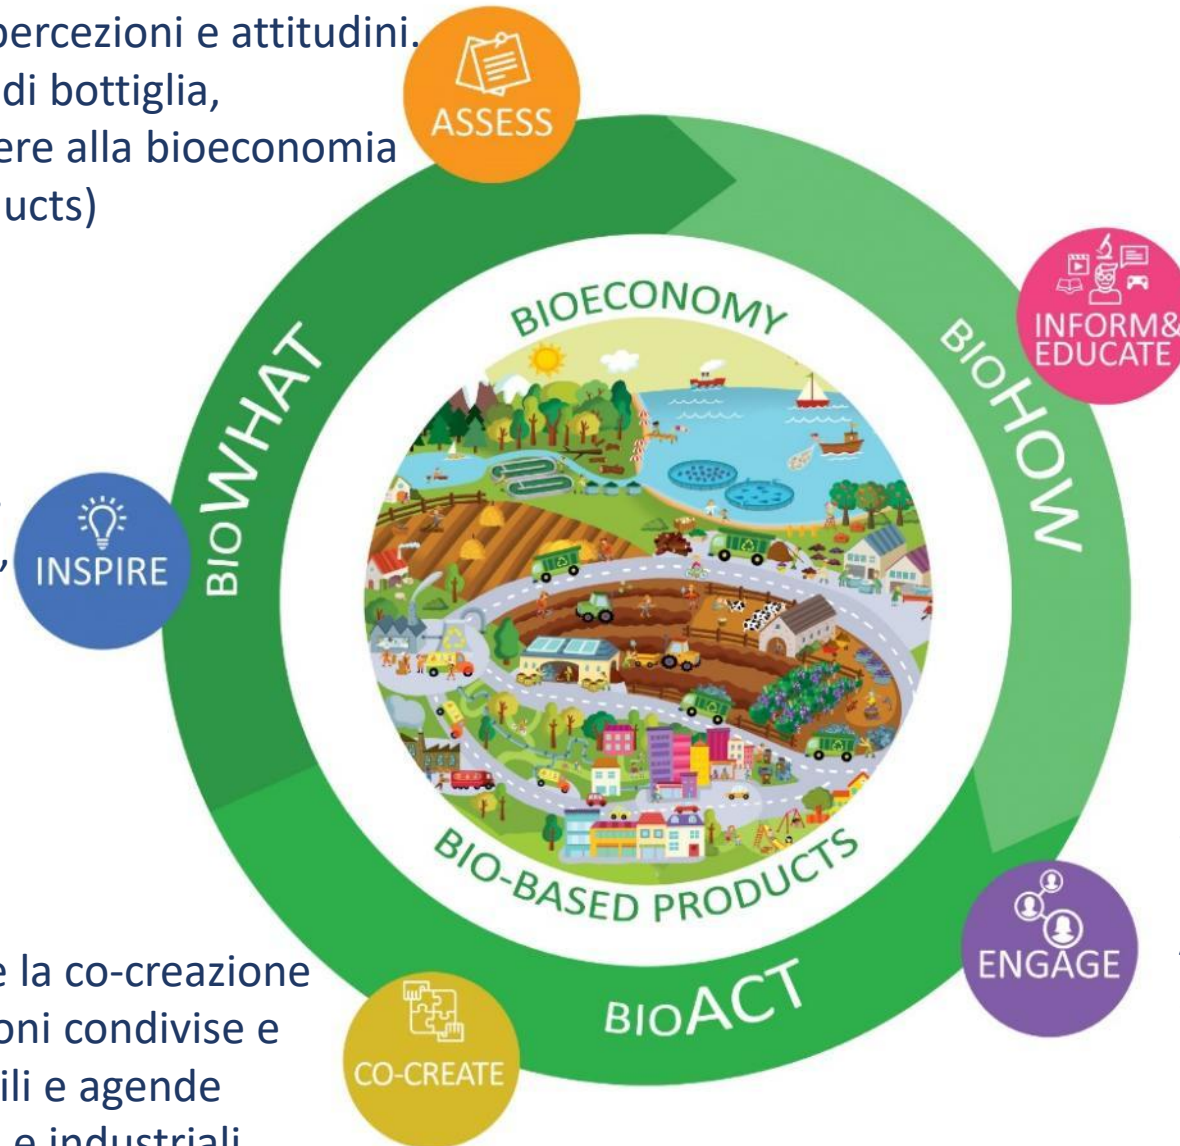 percezioni e attitudini.
di bottiglia,
ere alla bioeconomia
ucts)
ASSESS
INFORM&
EDUCATE
BIOHOW
BIOWHAT
INSPIRE
,
BIOECONOMY
BIO-BASED PRODUCTS
ENGAGE
BIOACT
CO-CREATE
e la co-creazione
oni condivise e
ili e agende
e industriali